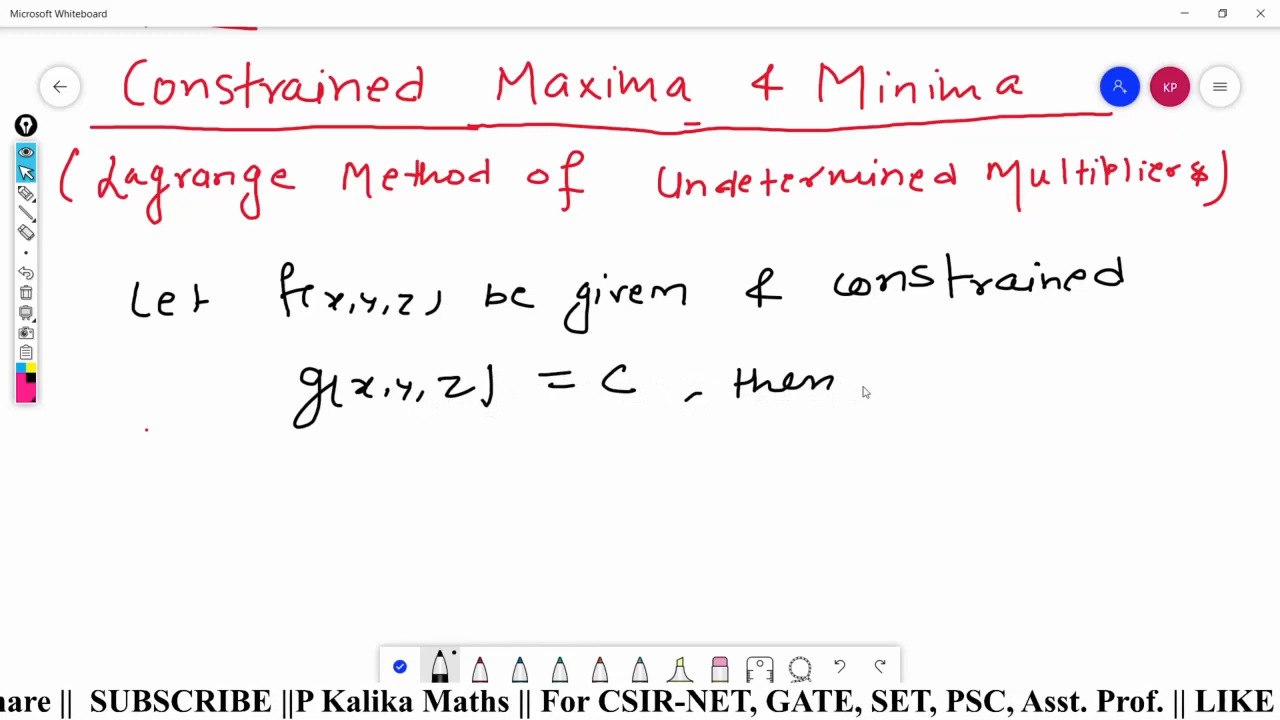 Microsoft Whiteboard
Constrained Maxima & Minima
KP
(Lagrange Method of Undetermined Multipliers)
Let f(x,y,z) be given & constrained
g(x,y,z) = c , then
hare || SUBSCRIBE ||P Kalika Maths || For CSIR-NET, GATE, SET, PSC, Asst. Prof. || LIKE